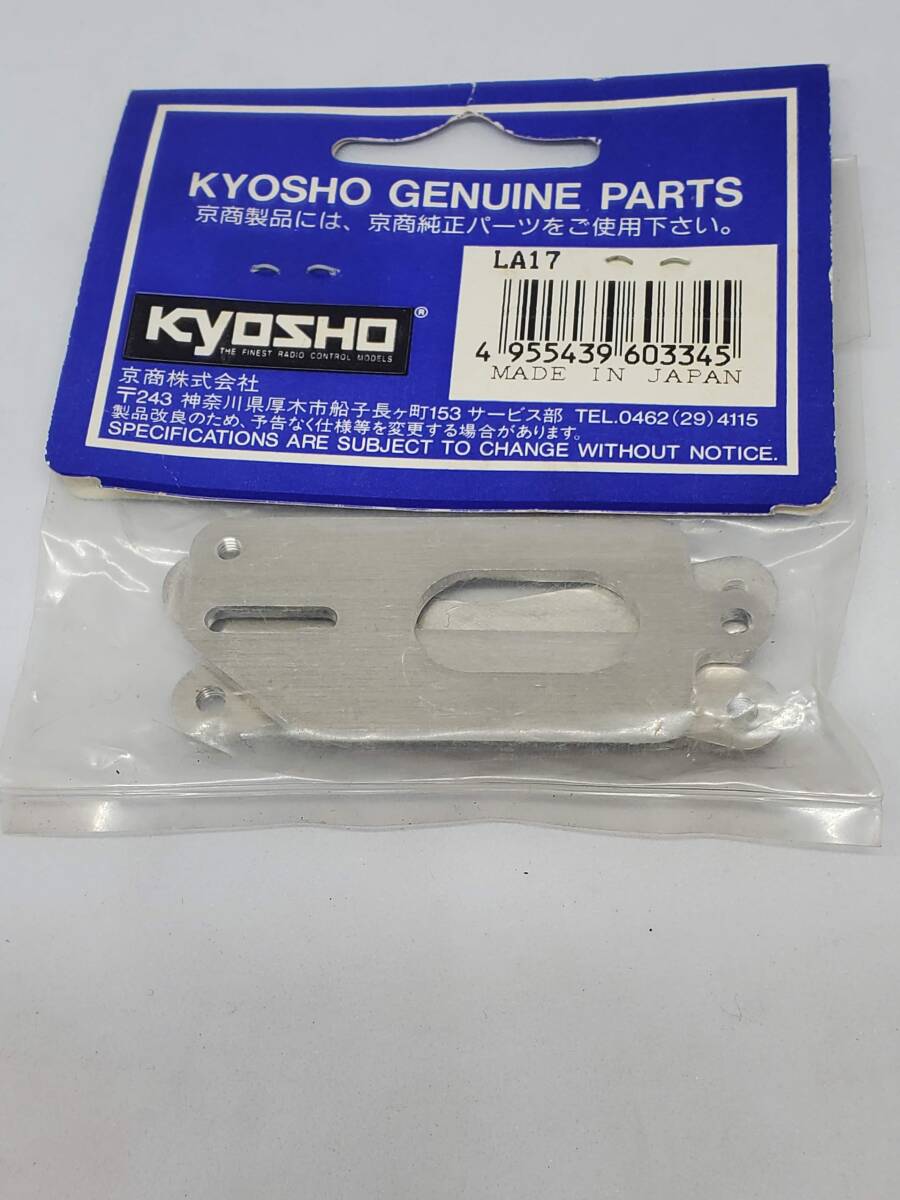 KYOSHO GENUINE PARTS
京商製品には、京商純正パーツをご使用下さい。
LA17
KYOSHO®
THE FINEST RADIO CONTROL MODELS
4 955439 603345
MADE IN JAPAN
京商株式会社
〒243 神奈川県厚木市船子長ヶ町153 サービス部 TEL.0462(29)4115
製品改良のため、予告なく仕様等を変更する場合があります。
SPECIFICATIONS ARE SUBJECT TO CHANGE WITHOUT NOTICE.